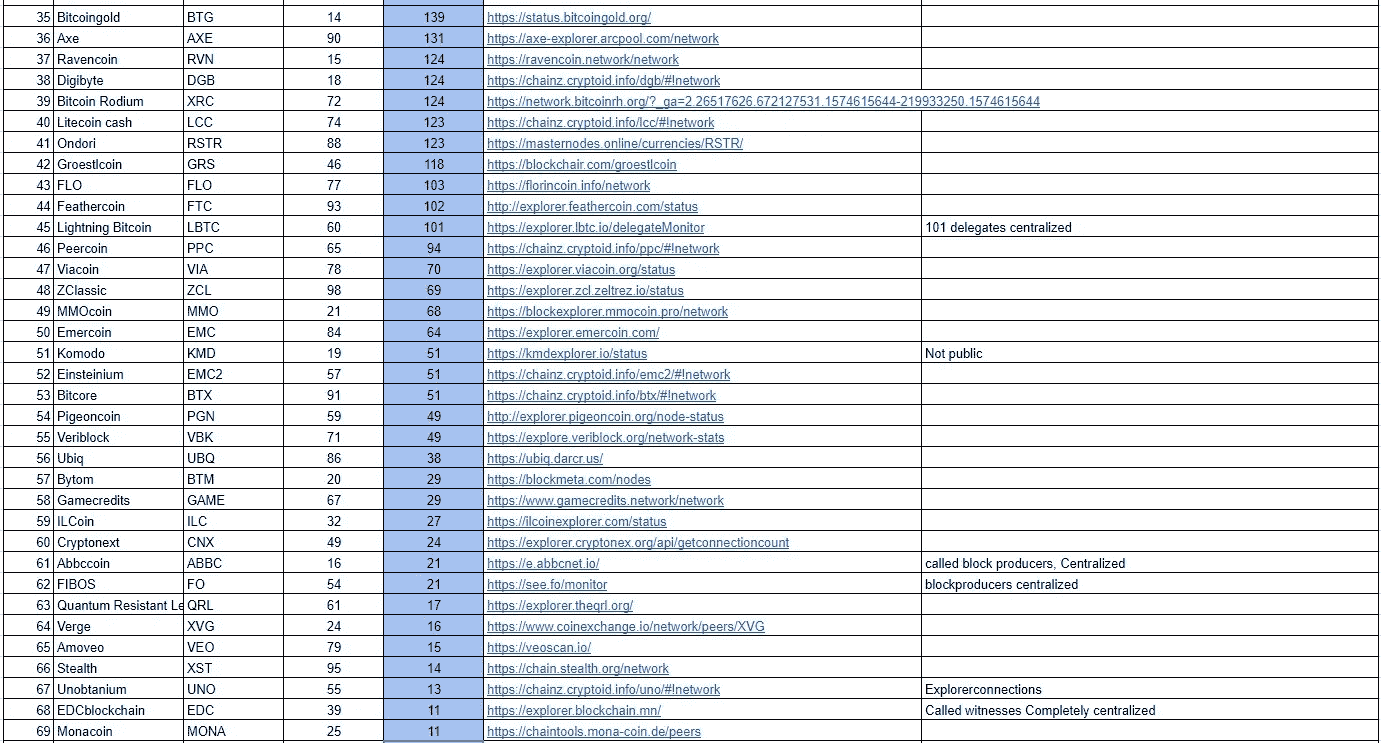 35 Bitcoingold BTG 14 139 https://status.bitcoingold.org/
36 Axe AXE 90 131 https://axe-explorer.arcpool.com/network
37 Ravencoin RVN 15 124 https://ravencoin.network/network
38 Digibyte DGB 18 124 https://chainz.cryptoid.info/dgb/#!network
39 Bitcoin Rodium XRC 72 124 https://network.bitcoinrh.org/?_ga=2.26517626.672127531.1574615644-219933250.1574615644
40 Litecoin cash LCC 74 123 https://chainz.cryptoid.info/lcc/#!network
41 Ondori RSTR 88 123 https://masternodes.online/currencies/RSTR/
42 Groestlcoin GRS 46 118 https://blockchair.com/groestlcoin
43 FLO FLO 77 103 https://florincoin.info/network
44 Feathercoin FTC 93 102 http://explorer.feathercoin.com/status
45 Lightning Bitcoin LBTC 60 101 https://explorer.lbtc.io/delegateMonitor 101 delegates centralized
46 Peercoin PPC 65 94 https://chainz.cryptoid.info/ppc/#!network
47 Viacoin VIA 78 70 https://explorer.viacoin.org/status
48 ZClassic ZCL 98 69 https://explorer.zcl.zeltrez.io/status
49 MMOcoin MMO 21 68 https://blockexplorer.mmocoin.pro/network
50 Emercoin EMC 84 64 https://explorer.emercoin.com/
51 Komodo KMD 19 51 https://kmdexplorer.io/status Not public
52 Einsteinium EMC2 57 51 https://chainz.cryptoid.info/emc2/#!network
53 Bitcore BTX 91 51 https://chainz.cryptoid.info/btx/#!network
54 Pigeoncoin PGN 59 49 http://explorer.pigeoncoin.org/node-status
55 Veriblock VBK 71 49 https://explore.veriblock.org/network-stats
56 Ubiq UBQ 86 38 https://ubiq.darcr.us/
57 Bytom BTM 20 29 https://blockmeta.com/nodes
58 Gamecredits GAME 67 29 https://www.gamecredits.network/network
59 ILCoin ILC 32 27 https://ilcoinexplorer.com/status
60 Cryptonext CNX 49 24 https://explorer.cryptonex.org/api/getconnectioncount
61 Abbccoin ABBC 16 21 https://e.abbcnet.io/ called block producers, Centralized
62 FIBOS FO 54 21 https://see.fo/monitor blockproducers centralized
63 Quantum Resistant Le QRL 61 17 https://explorer.theqrl.org/
64 Verge XVG 24 16 https://www.coinexchange.io/network/peers/XVG
65 Amoveo VEO 79 15 https://veoscan.io/
66 Stealth XST 95 14 https://chain.stealth.org/network
67 Unobtanium UNO 55 13 https://chainz.cryptoid.info/uno/#!network Explorerconnections
68 EDCblockchain EDC 39 11 https://explorer.blockchain.mn/ Called witnesses Completely centralized
69 Monacoin MONA 25 11 https://chaintools.mona-coin.de/peers